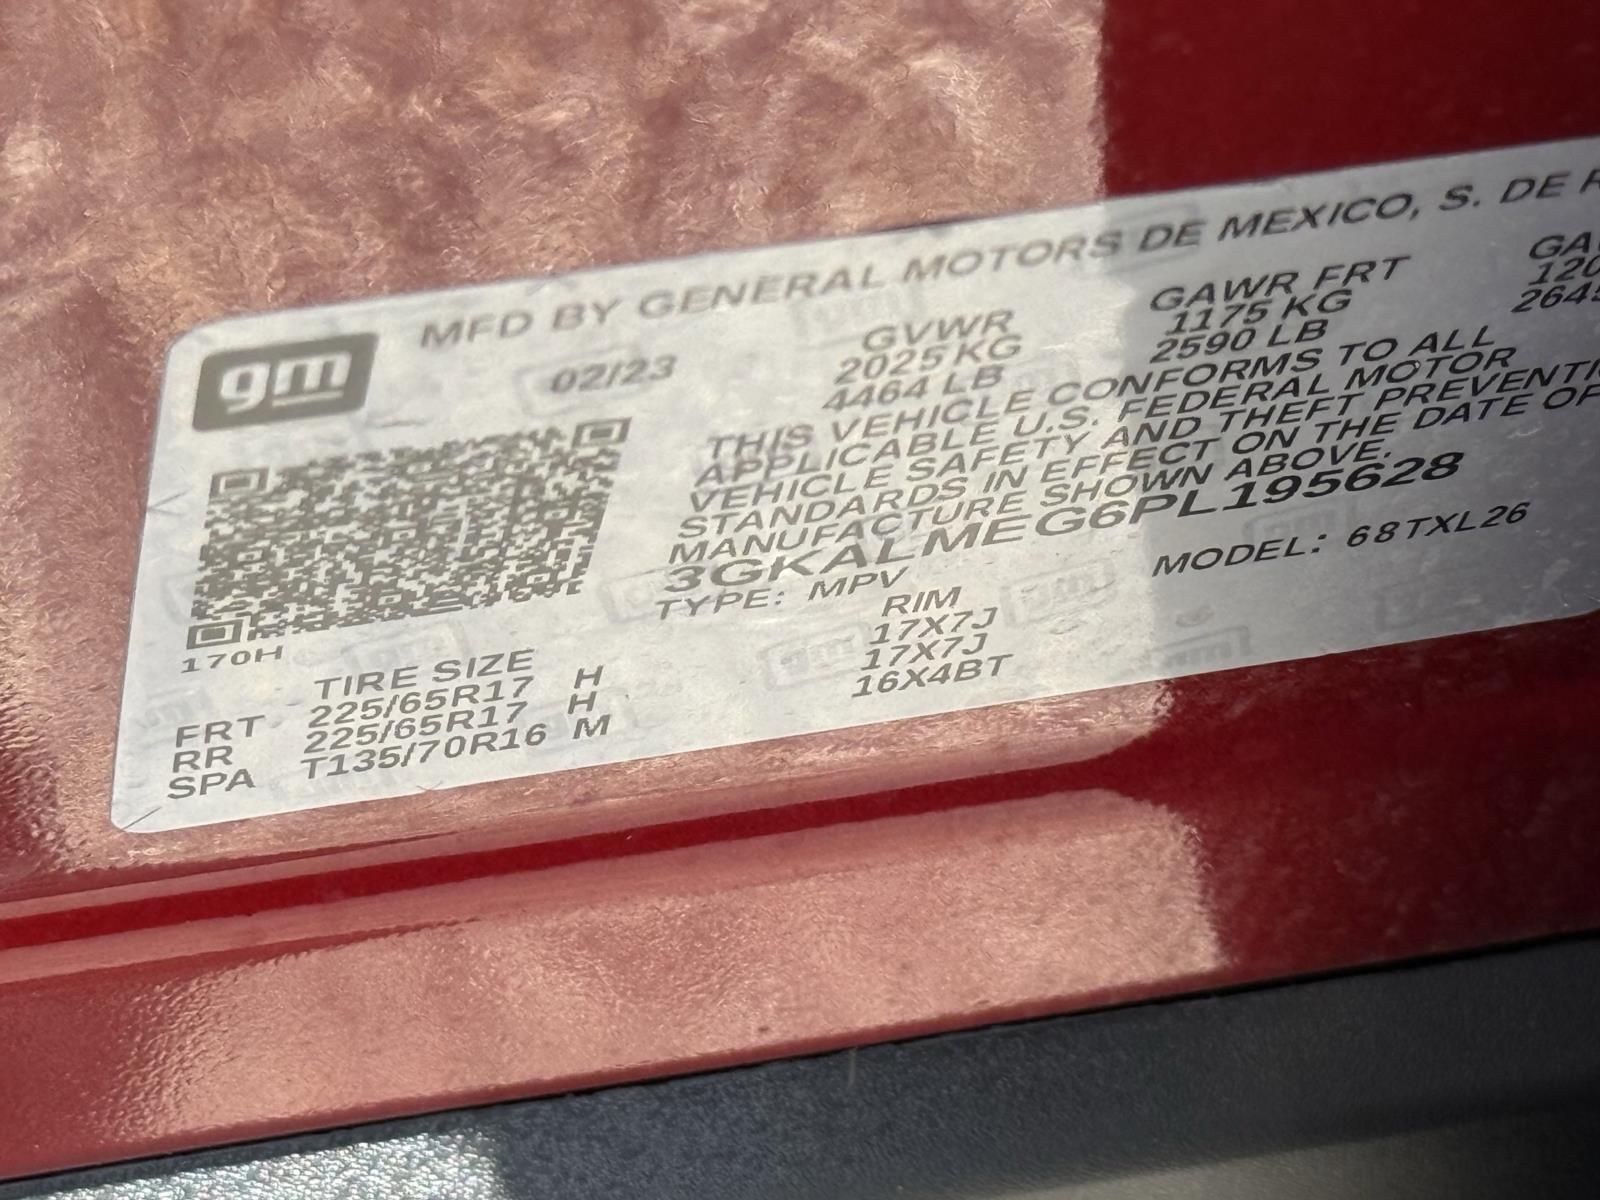 gm
MFD BY GENERAL MOTORS DE MEXICO, S. DE R
02/23
GVWR
2025 KG
4464 LB
GAWR FRT
1175 KG
2590 LB
GA
120
264
THIS VEHICLE CONFORMS TO ALL
APPLICABLE U.S. FEDERAL MOTOR
VEHICLE SAFETY AND THEFT PREVENTI
STANDARDS IN EFFECT ON THE DATE OF
MANUFACTURE SHOWN ABOVE.
3GKALMEG6PL195628
TYPE: MPV
MODEL: 68TXL26
170H
TIRE SIZE RIM
FRT 225/65R17 H 17X7J
RR 225/65R17 H 17X7J
SPA T135/70R16 M 16X4BT